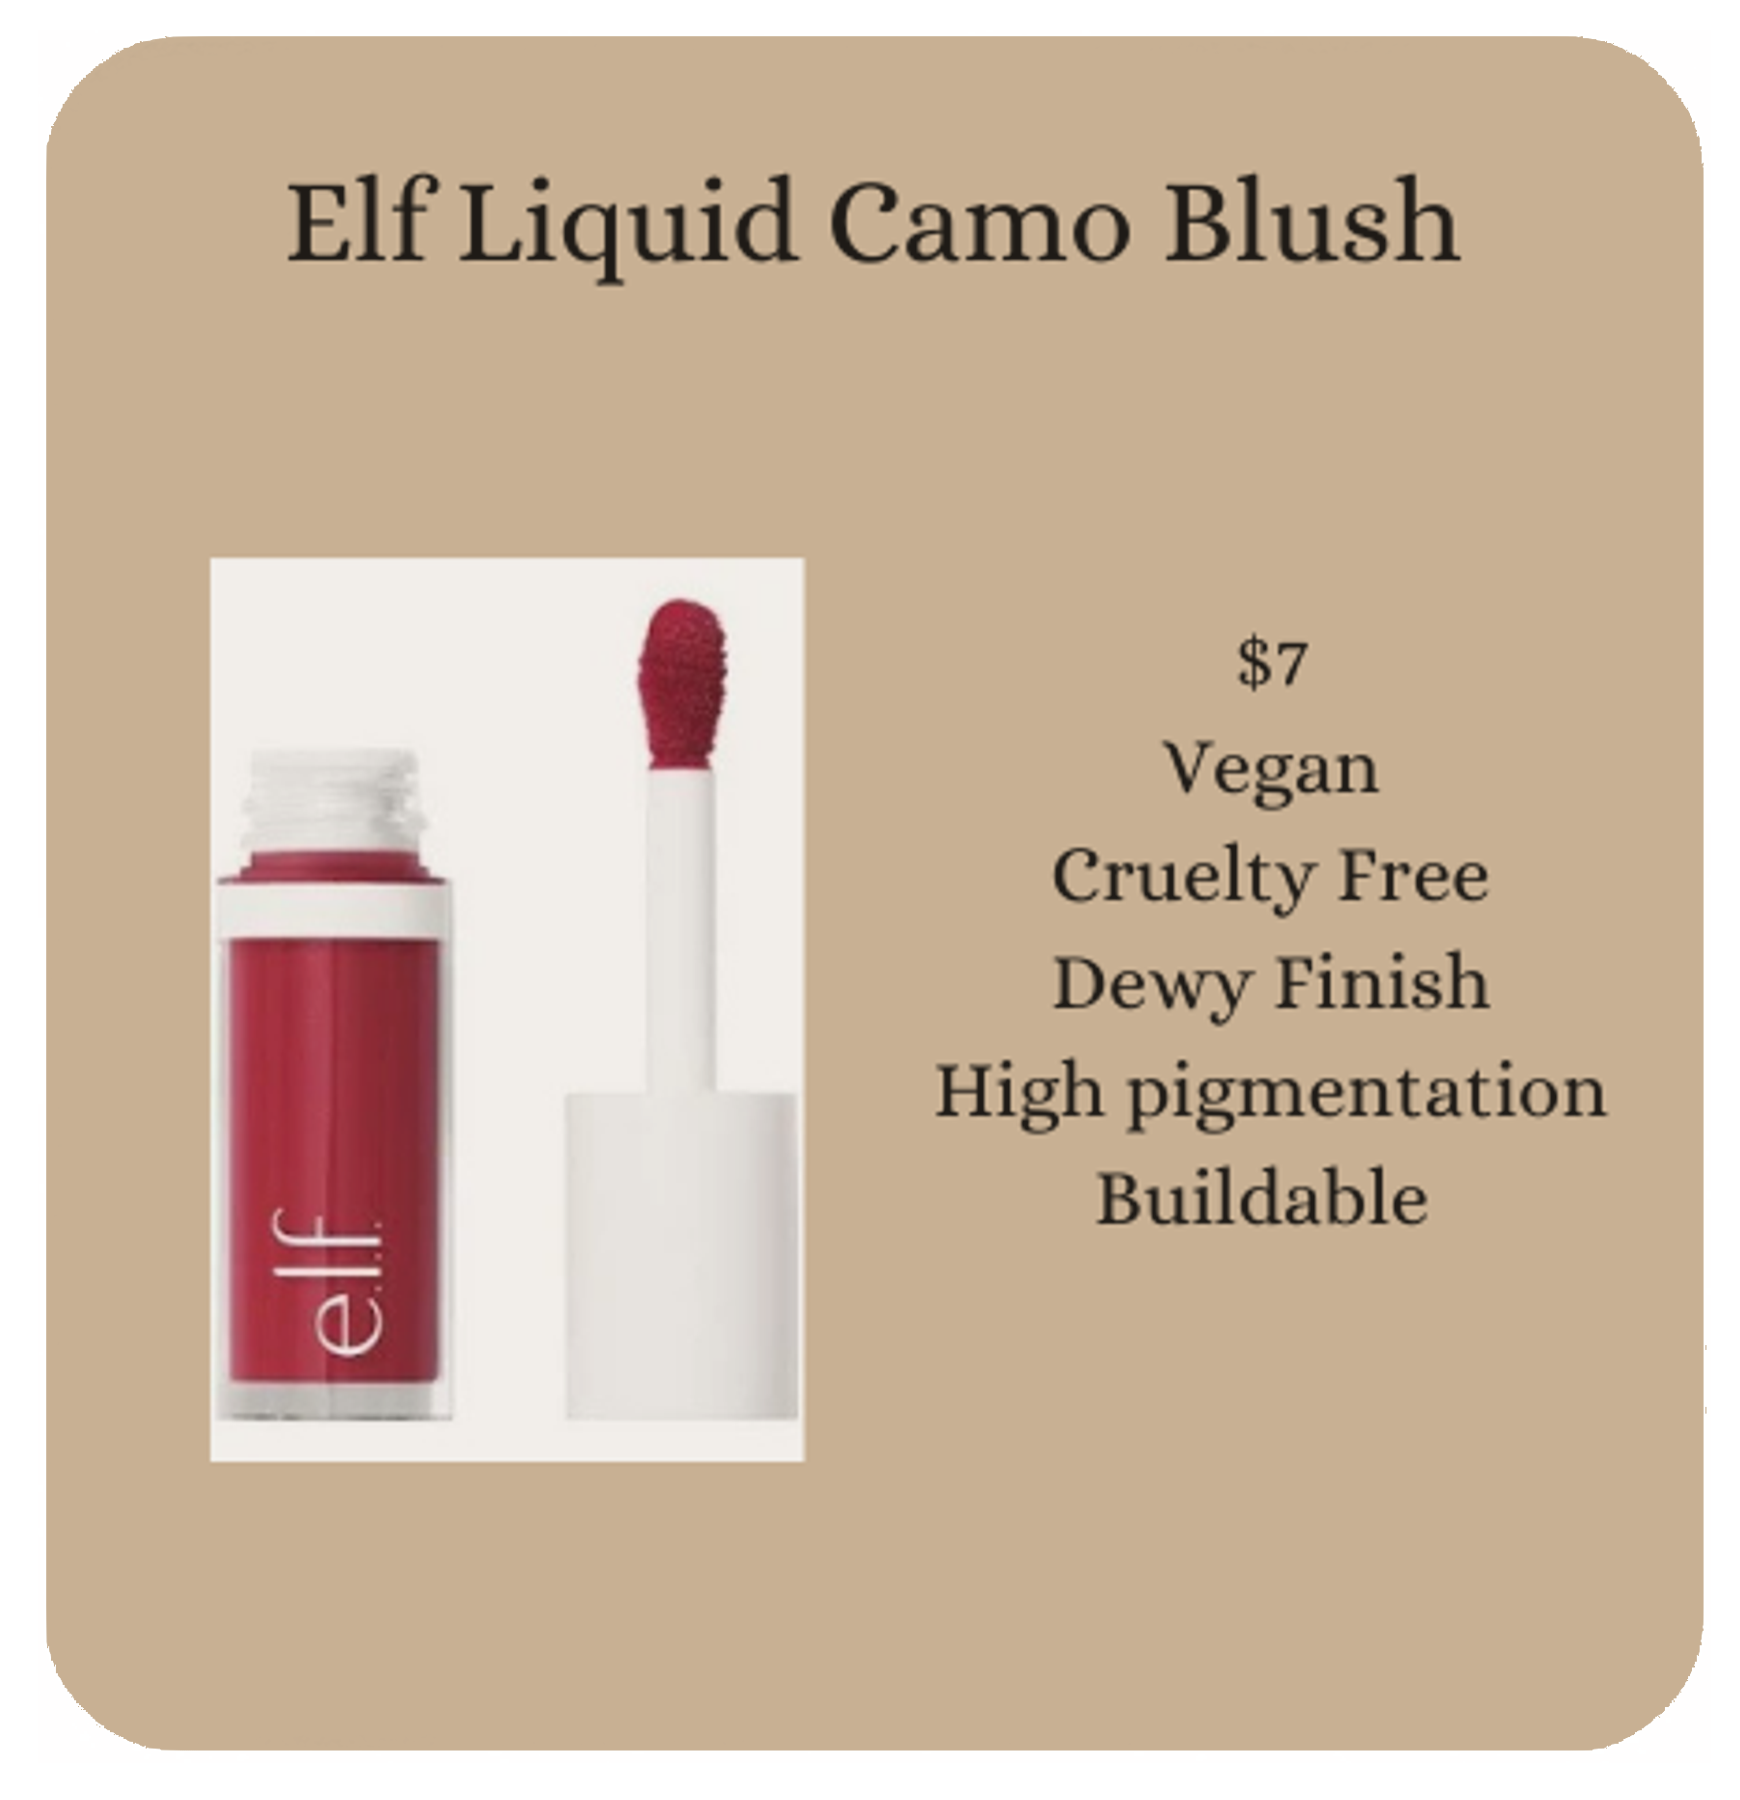 Elf Liquid Camo Blush
$7
Vegan
Cruelty Free
Dewy Finish
High pigmentation
Buildable
e.l.f.